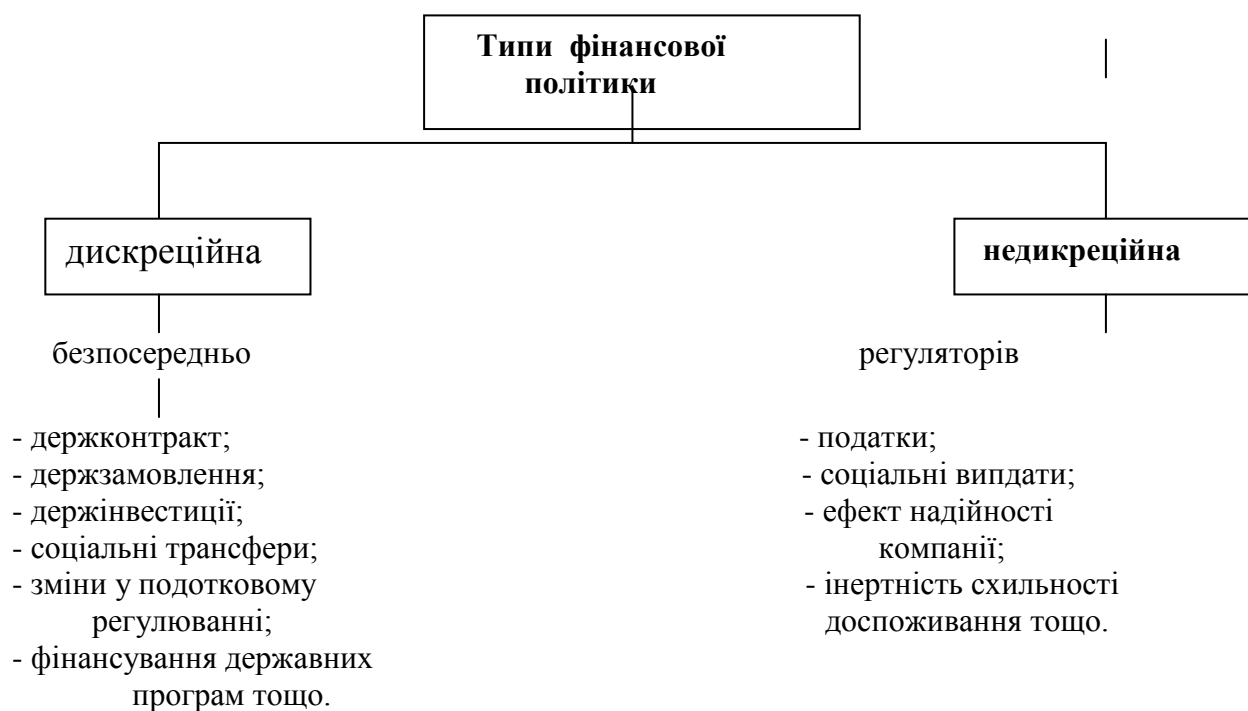 Типи фінансової
політики
дискреційна
безпосередньо
- держконтракт;
- держзамовлення;
- держінвестиції;
- соціальні трансфери;
- зміни у подотковому
регулюванні;
- фінансування державних
програм тощо.
недикреційна
регуляторів
- податки;
- соціальні випдати;
- ефект надійності
компанії;
- інертність схильності
доспоживання тощо.